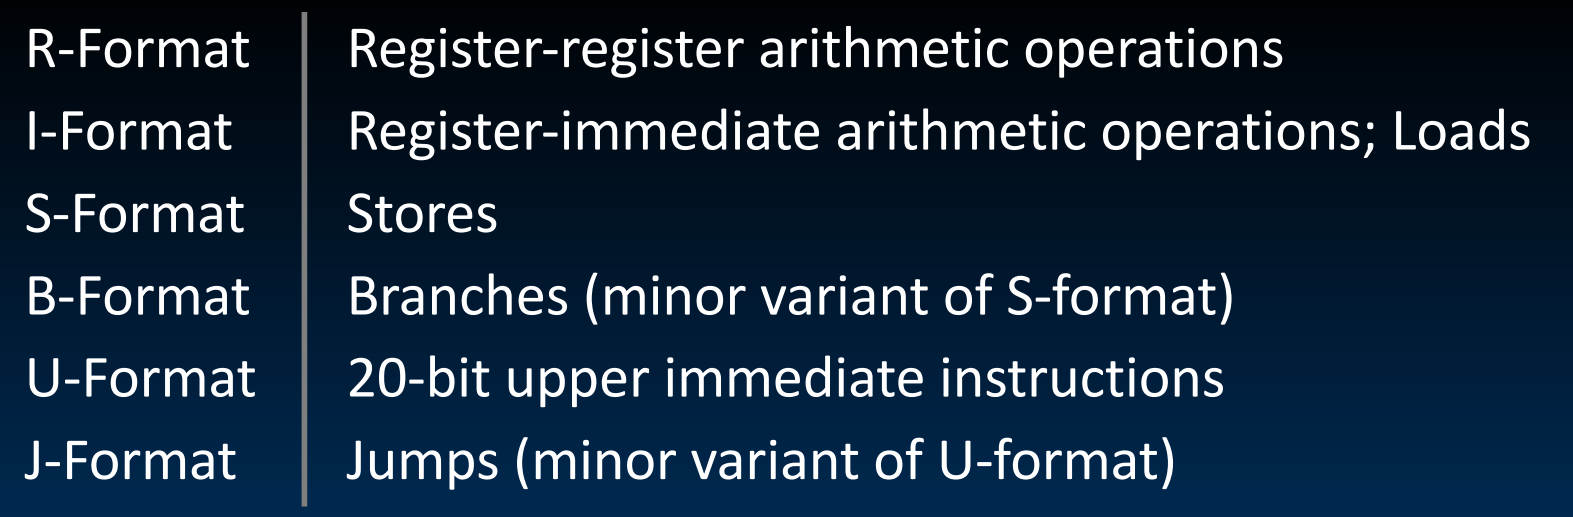 R-Format Register-register arithmetic operations
I-Format Register-immediate arithmetic operations; Loads
S-Format Stores
B-Format Branches (minor variant of S-format)
U-Format 20-bit upper immediate instructions
J-Format Jumps (minor variant of U-format)